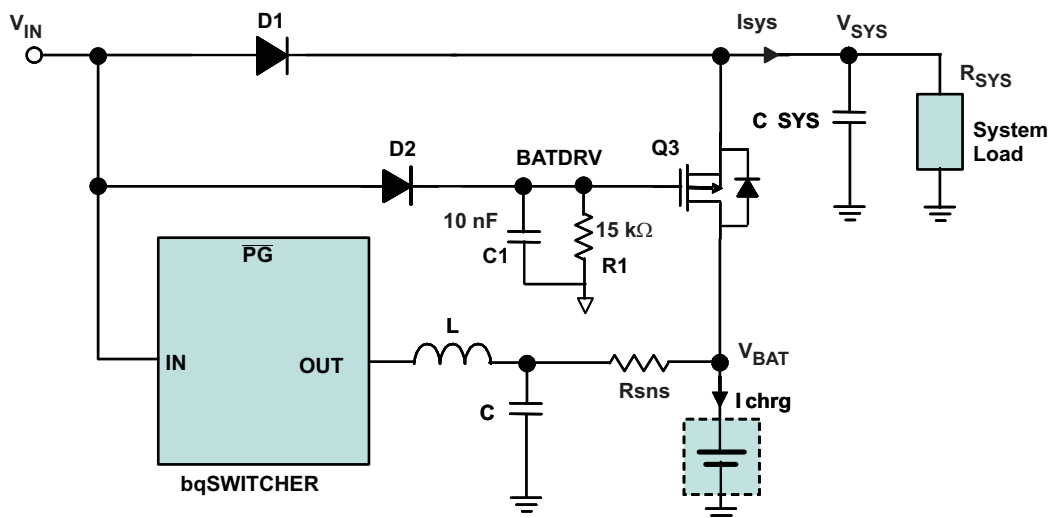 V_IN
D1
Isys
V_SYS
R_SYS
C SYS
System
Load
D2
BATDRV
Q3
10 nF
C1
15 kΩ
R1
PG
L
V_BAT
IN
OUT
Rsns
C
I chrg
bqSWITCHER